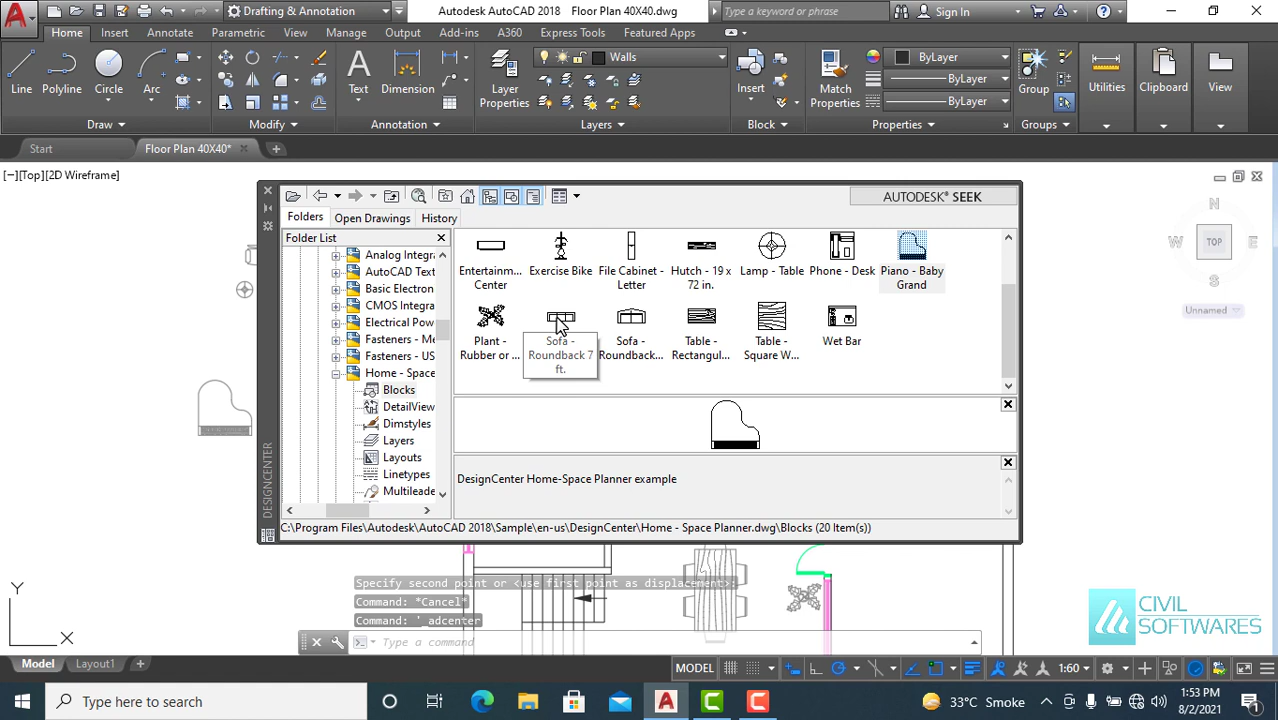 Drafting & Annotation
Autodesk AutoCAD 2018 Floor Plan 40X40.dwg
Type a keyword or phrase
Sign In
Home Insert Annotate Parametric View Manage Output Add-ins A360 Express Tools Featured Apps
Line Polyline Circle Arc
Text Dimension
Layer Properties
Walls
Insert
Match Properties
ByLayer
ByLayer
ByLayer
Group
Utilities
Clipboard
View
Draw Modify Annotation Layers Block Properties Groups
Start Floor Plan 40X40*
[−][Top][2D Wireframe]
AUTODESK® SEEK
Folders Open Drawings History
Folder List
Analog Integra
AutoCAD Text
Basic Electron
CMOS Integra
Electrical Pow
Fasteners - Me
Fasteners - US
Home - Space
Blocks
DetailView
Dimstyles
Layers
Layouts
Linetypes
Multileade
Entertainm... Center
Exercise Bike
File Cabinet - Letter
Hutch - 19 x 72 in.
Lamp - Table
Phone - Desk
Piano - Baby Grand
Plant - Rubber or ...
Sofa - Roundback 7 ft.
Sofa - Roundback...
Table - Rectangul...
Table - Square W...
Wet Bar
DesignCenter Home-Space Planner example
C:\Program Files\Autodesk\AutoCAD 2018\Sample\en-us\DesignCenter\Home - Space Planner.dwg\Blocks (20 Item(s))
DESIGNCENTER
N
W TOP E
S
Unnamed
Specify second point or <use first point as displacement>:
Command: *Cancel*
Command: '_adcenter
Type a command
Y
X
CIVIL
SOFTWARES
Model Layout1
MODEL
1:60
Type here to search
33°C Smoke
1:53 PM
8/2/2021
1